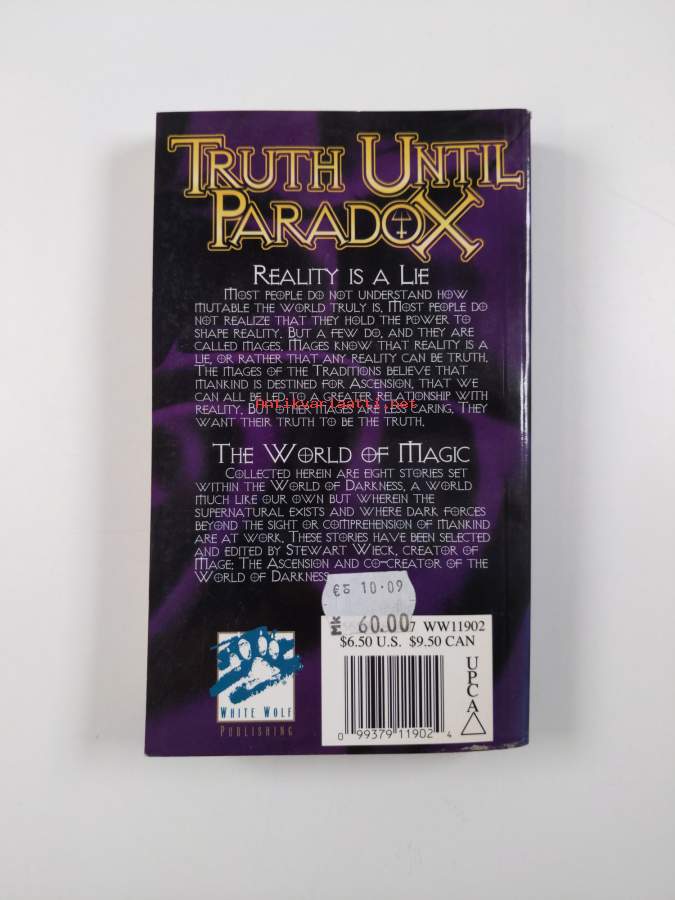 TRUTH UNTIL
PARADOX
REALITY IS A LIE
MOST PEOPLE DO NOT UNDERSTAND HOW
MUTABLE THE WORLD TRULY IS. MOST PEOPLE DO
NOT REALIZE THAT THEY HOLD THE POWER TO
SHAPE REALITY. BUT A FEW DO, AND THEY ARE
CALLED MAGES. MAGES KNOW THAT REALITY IS A
LIE, OR RATHER THAT ANY REALITY CAN BE TRUTH.
THE MAGES OF THE TRADITIONS BELIEVE THAT
MANKIND IS DESTINED FOR ASCENSION, THAT WE
CAN ALL BE LED TO A GREATER RELATIONSHIP WITH
Antikvariaatti.net
REALITY. BUT OTHER MAGES ARE LESS CARING. THEY
WANT THEIR TRUTH TO BE THE TRUTH.
THE WORLD OF MAGIC
COLLECTED HEREIN ARE EIGHT STORIES SET
WITHIN THE WORLD OF DARKNESS, A WORLD
MUCH LIKE OUR OWN BUT WHEREIN THE
SUPERNATURAL EXISTS AND WHERE DARK FORCES
BEYOND THE SIGHT OR COMPREHENSION OF MANKIND
ARE AT WORK. THESE STORIES HAVE BEEN SELECTED
AND EDITED BY STEWART WIECK, CREATOR OF
MAGE: THE ASCENSION AND CO-CREATOR OF THE
WORLD OF DARKNESS
10.09
Mk 60.00
7 WW11902
$6.50 U.S. $9.50 CAN
UPCA
0 99379 11902 4
WHITE WOLF
PUBLISHING